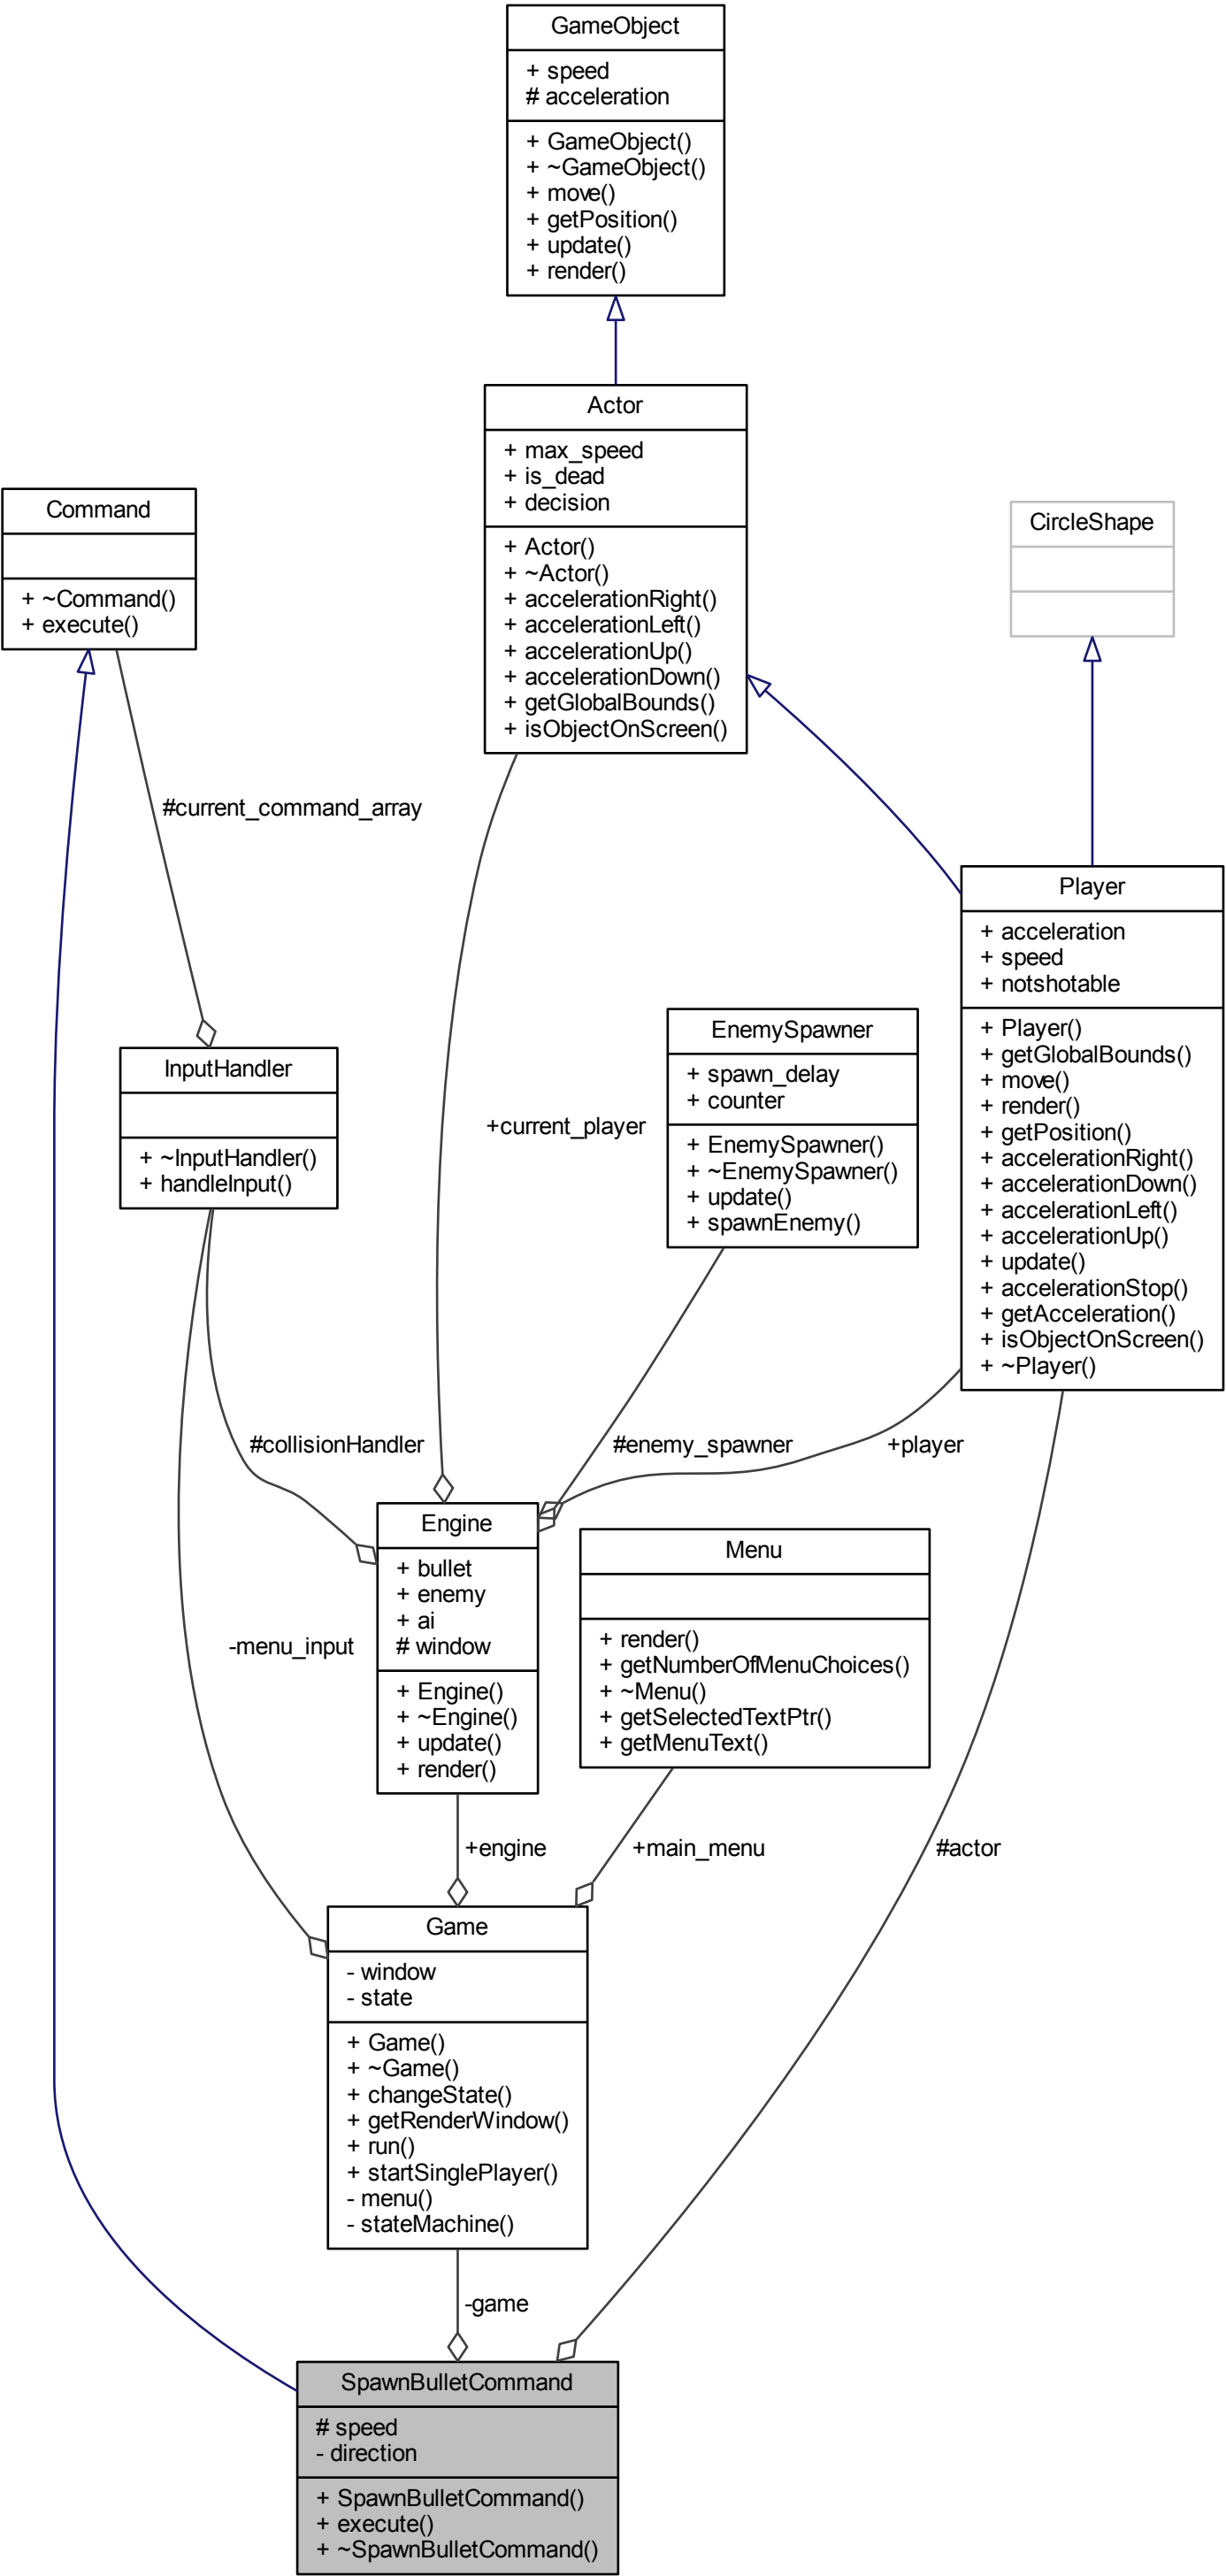 GameObject
+ speed
# acceleration
+ GameObject()
+ ~GameObject()
+ move()
+ getPosition()
+ update()
+ render()
Actor
+ max_speed
+ is_dead
+ decision
+ Actor()
+ ~Actor()
+ accelerationRight()
+ accelerationLeft()
+ accelerationUp()
+ accelerationDown()
+ getGlobalBounds()
+ isObjectOnScreen()
Command
+ ~Command()
+ execute()
CircleShape
#current_command_array
Player
+ acceleration
+ speed
+ notshotable
+ Player()
+ getGlobalBounds()
+ move()
+ render()
+ getPosition()
+ accelerationRight()
+ accelerationDown()
+ accelerationLeft()
+ accelerationUp()
+ update()
+ accelerationStop()
+ getAcceleration()
+ isObjectOnScreen()
+ ~Player()
EnemySpawner
+ spawn_delay
+ counter
+ EnemySpawner()
+ ~EnemySpawner()
+ update()
+ spawnEnemy()
InputHandler
+ ~InputHandler()
+ handleInput()
+current_player
#collisionHandler
#enemy_spawner
+player
Engine
+ bullet
+ enemy
+ ai
# window
+ Engine()
+ ~Engine()
+ update()
+ render()
Menu
+ render()
+ getNumberOfMenuChoices()
+ ~Menu()
+ getSelectedTextPtr()
+ getMenuText()
-menu_input
+engine
+main_menu
#actor
Game
- window
- state
+ Game()
+ ~Game()
+ changeState()
+ getRenderWindow()
+ run()
+ startSinglePlayer()
- menu()
- stateMachine()
-game
SpawnBulletCommand
# speed
- direction
+ SpawnBulletCommand()
+ execute()
+ ~SpawnBulletCommand()